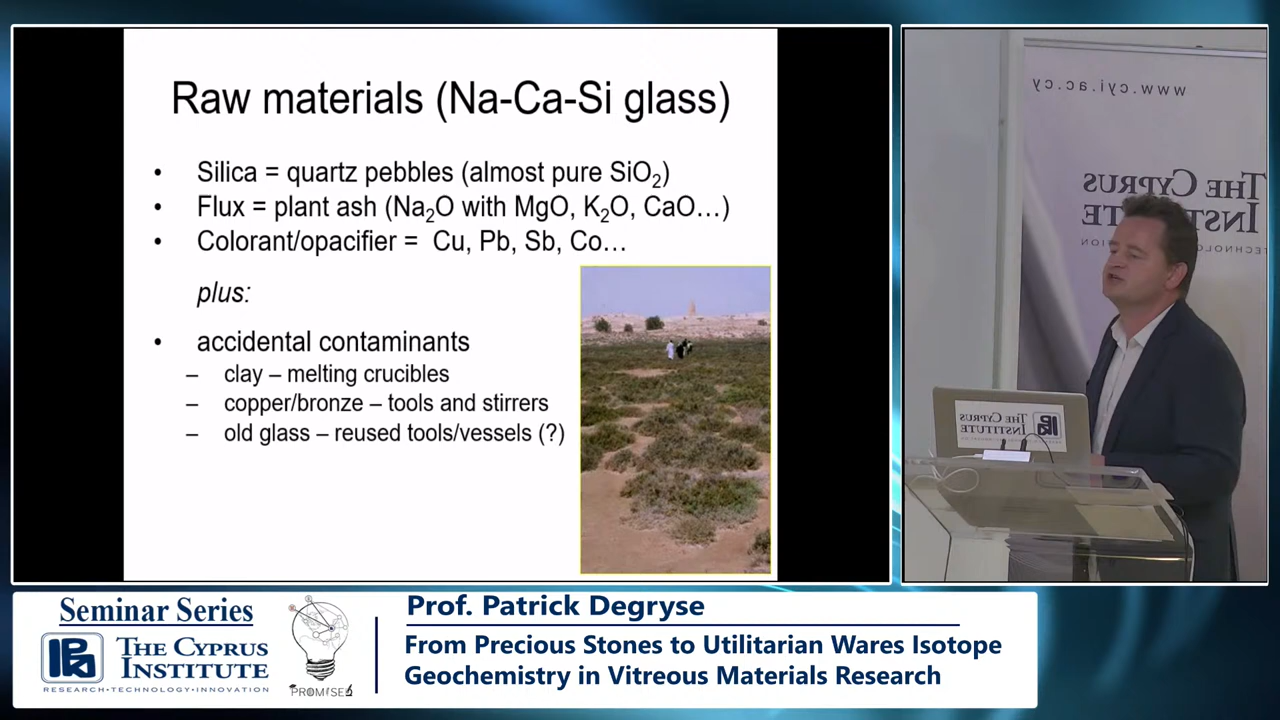 Raw materials (Na-Ca-Si glass)
• Silica = quartz pebbles (almost pure SiO₂)
• Flux = plant ash (Na₂O with MgO, K₂O, CaO…)
• Colorant/opacifier = Cu, Pb, Sb, Co…
plus:
• accidental contaminants
– clay – melting crucibles
– copper/bronze – tools and stirrers
– old glass – reused tools/vessels (?)
www.cyi.ac.cy
THE CYPRUS
INSTITUTE
THE CYPRUS
INSTITUTE
Seminar Series
THE CYPRUS
INSTITUTE
RESEARCH•TECHNOLOGY•INNOVATION
PROMISE
Prof. Patrick Degryse
From Precious Stones to Utilitarian Wares Isotope
Geochemistry in Vitreous Materials Research